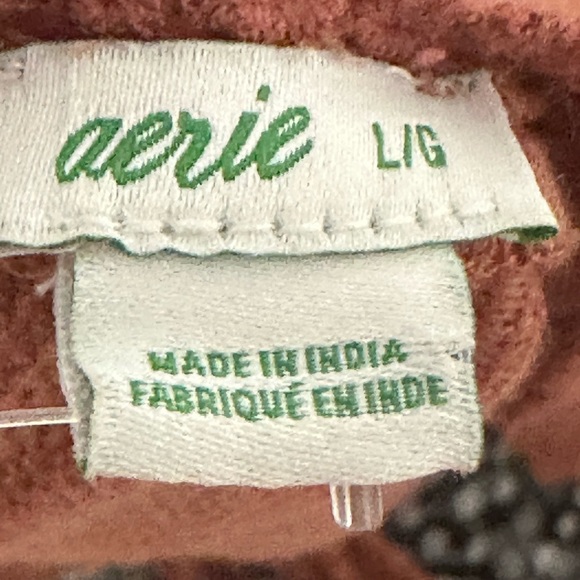 aerie L/G
MADE IN INDIA
FABRIQUÉ EN INDE